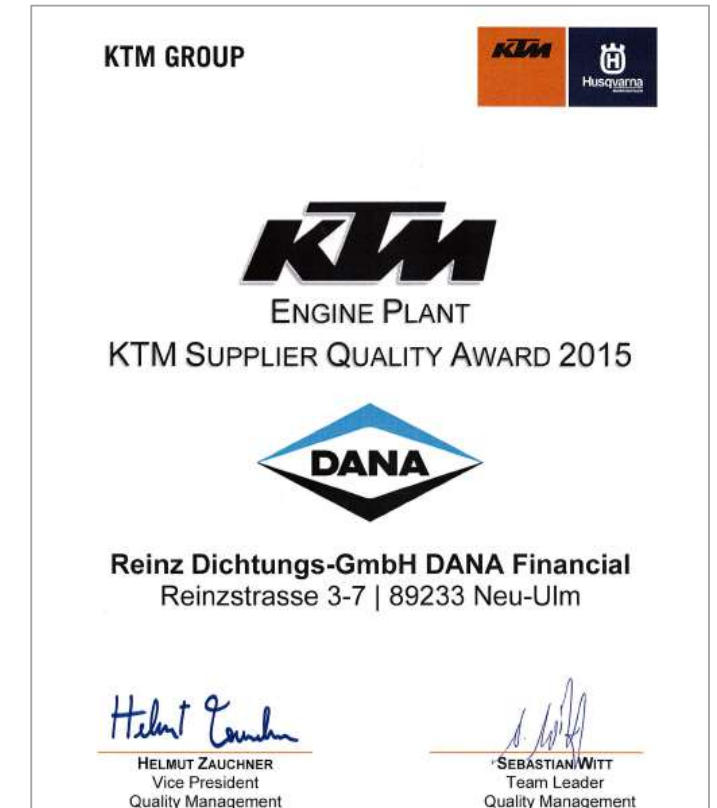 KTM GROUP
KTM
Husqvarna
KTM
ENGINE PLANT
KTM SUPPLIER QUALITY AWARD 2015
DANA
Reinz Dichtungs-GmbH DANA Financial
Reinzstrasse 3-7 | 89233 Neu-Ulm
HELMUT ZAUCHNER
Vice President
Quality Management
SEBASTIAN WITT
Team Leader
Quality Management